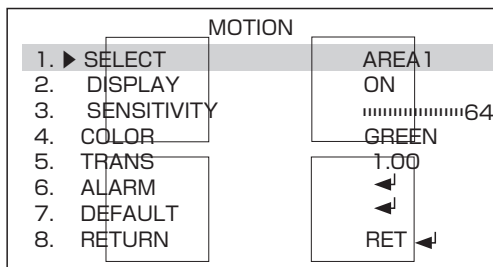 MOTION
1. ▶ SELECT AREA1
2. DISPLAY ON
3. SENSITIVITY ıııııııııııııııı64
4. COLOR GREEN
5. TRANS 1.00
6. ALARM ↲
7. DEFAULT ↲
8. RETURN RET ↲